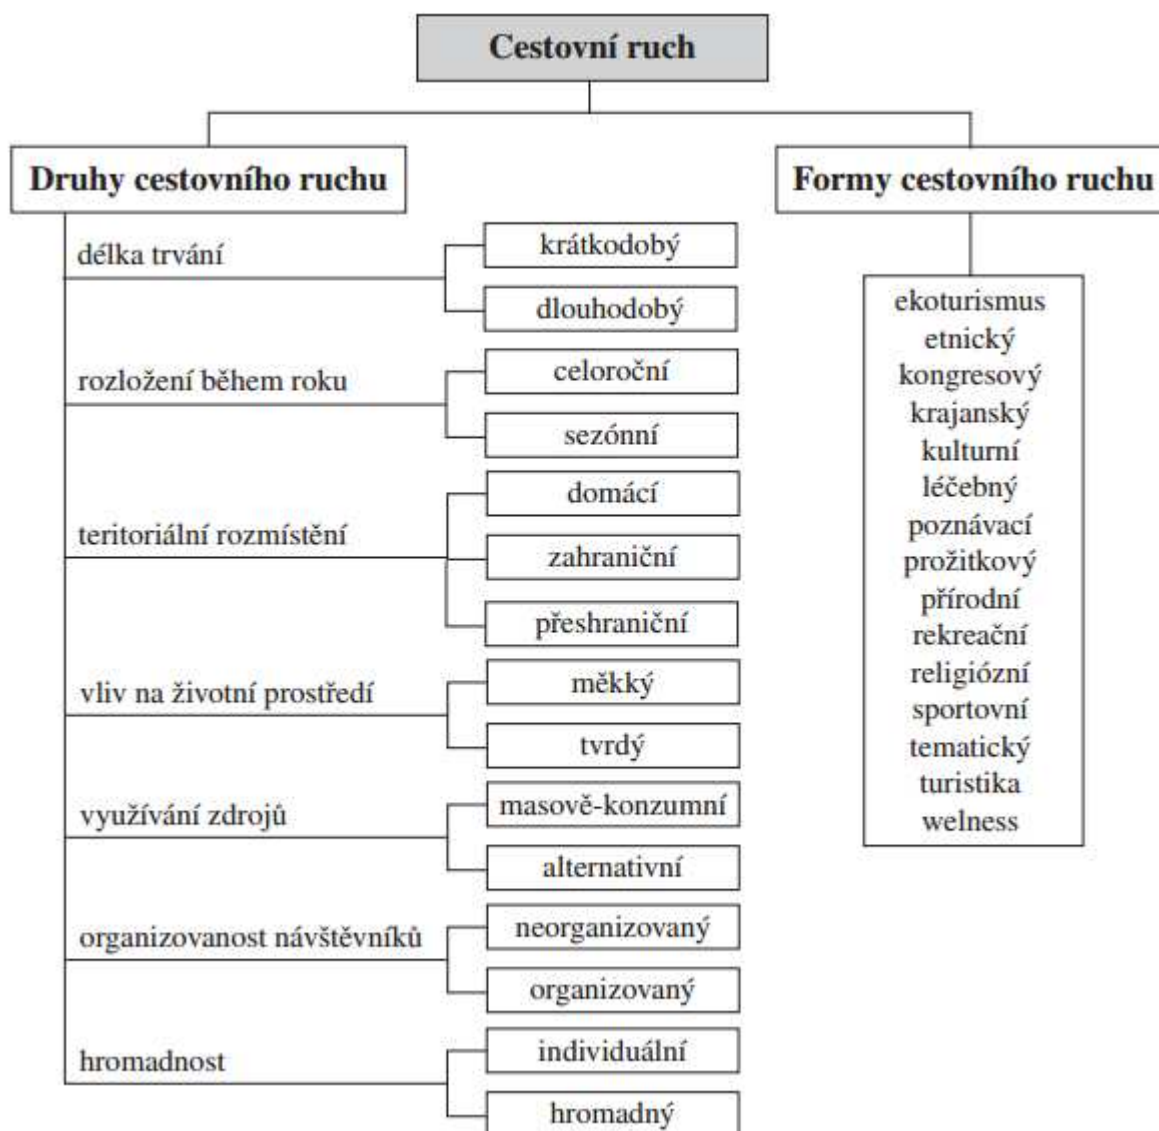 Cestovní ruch
Druhy cestovního ruchu
délka trvání
krátkodobý
dlouhodobý
rozložení během roku
celoroční
sezónní
teritoriální rozmístění
domácí
zahraniční
přeshraniční
vliv na životní prostředí
měkký
tvrdý
využívání zdrojů
masově-konzumní
alternativní
organizovanost návštěvníků
neorganizovaný
organizovaný
hromadnost
individuální
hromadný
Formy cestovního ruchu
ekoturismus
etnický
kongresový
krajanský
kulturní
léčebný
poznávací
prožitkový
přírodní
rekreační
religiózní
sportovní
tematický
turistika
welness